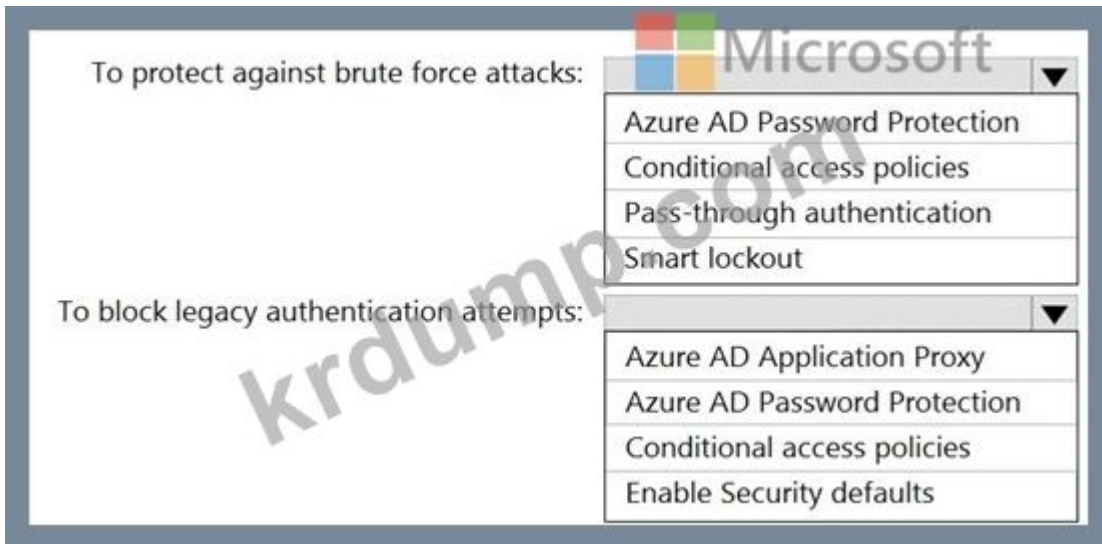 Microsoft
To protect against brute force attacks:
Azure AD Password Protection
Conditional access policies
Pass-through authentication
Smart lockout
To block legacy authentication attempts:
Azure AD Application Proxy
Azure AD Password Protection
Conditional access policies
Enable Security defaults
krdump.com